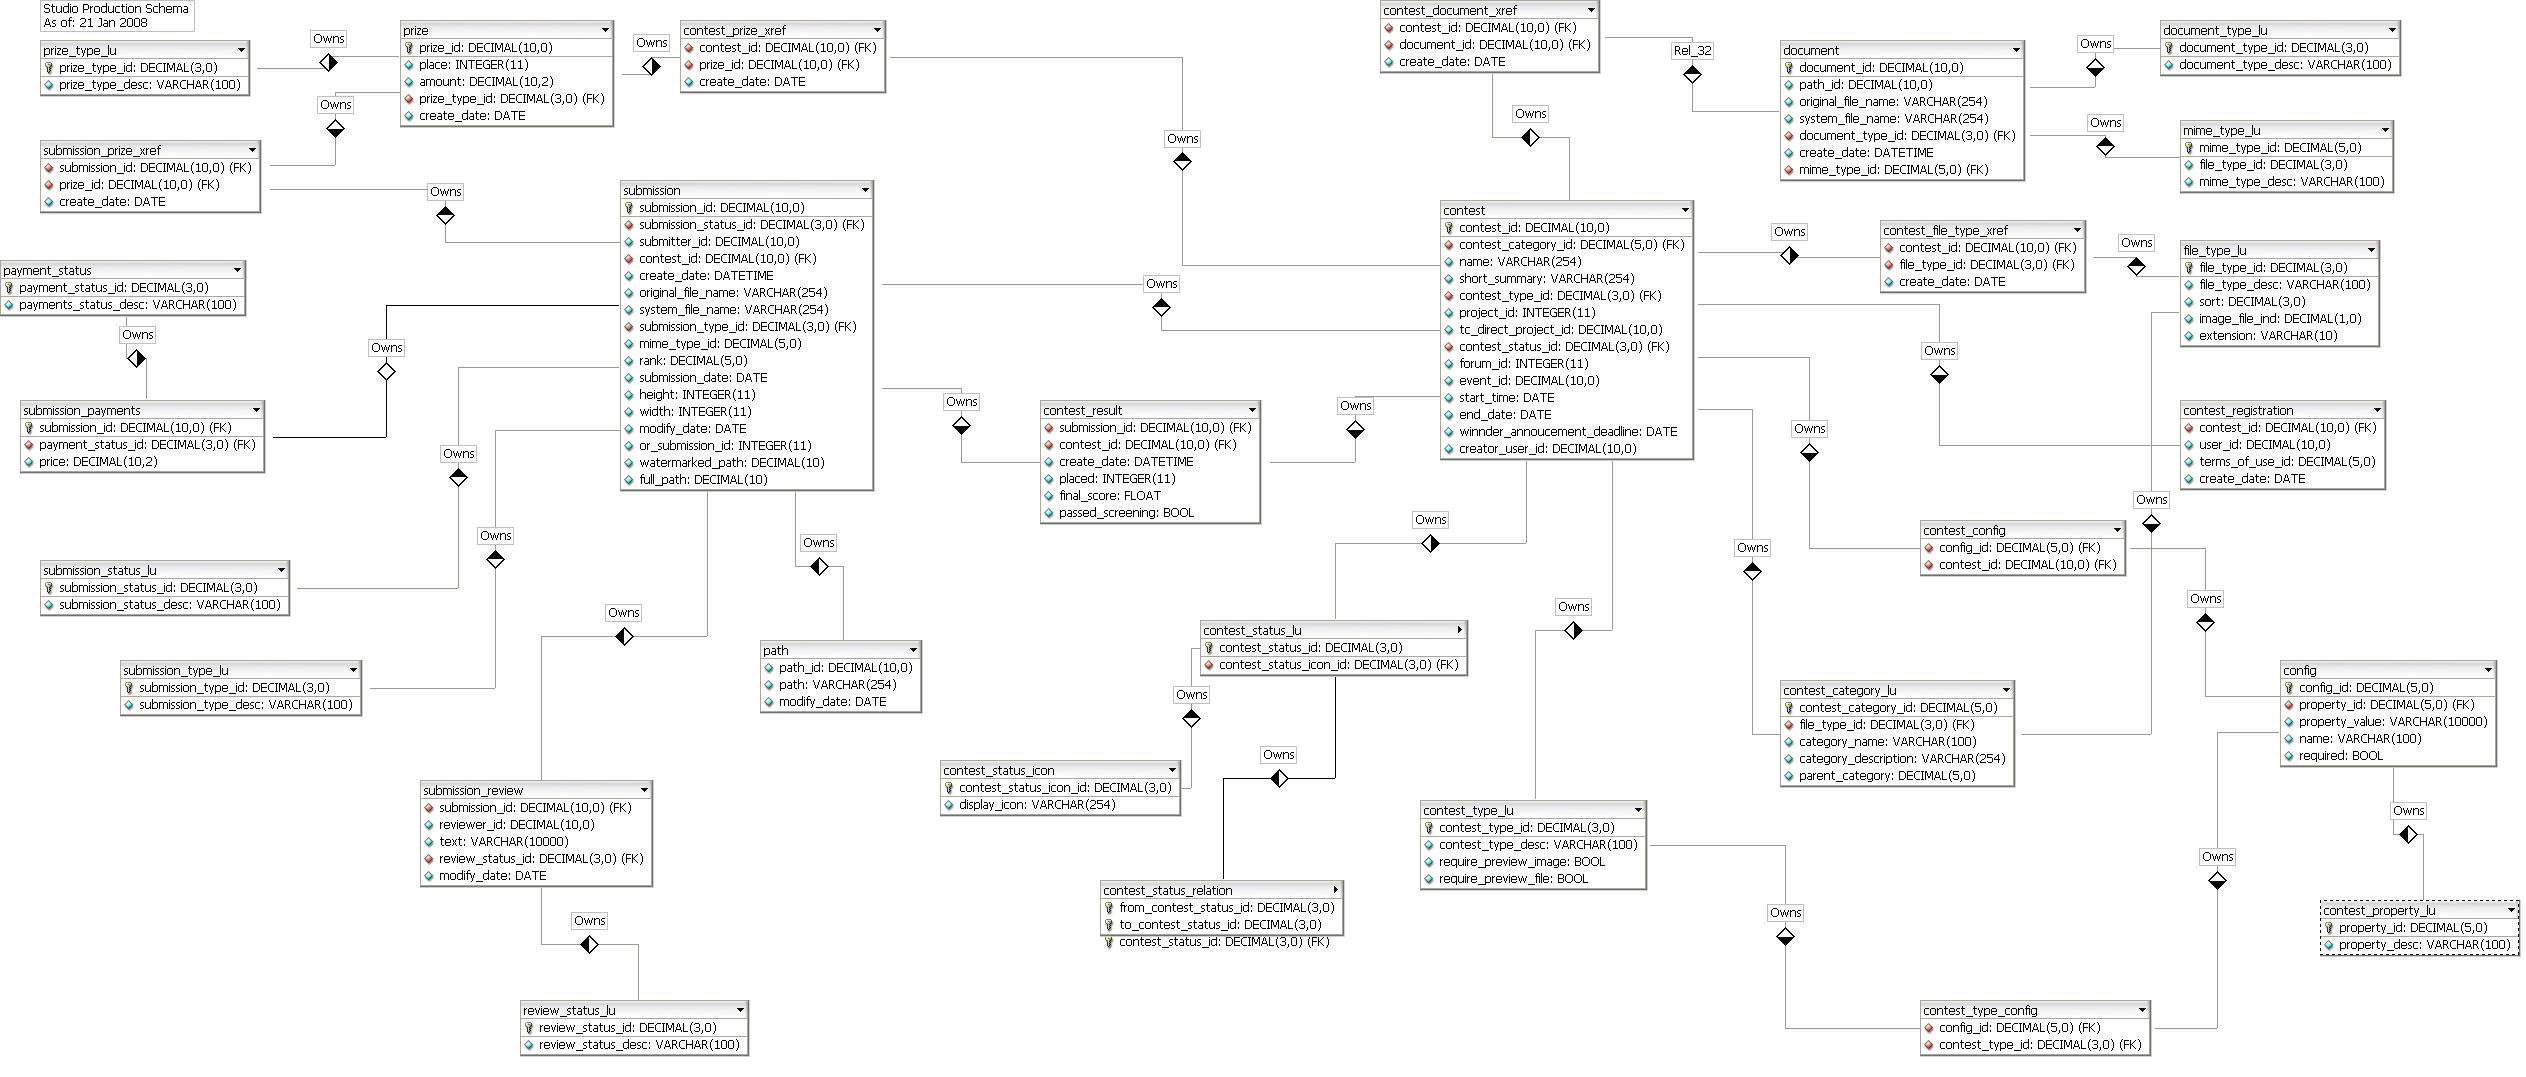 Studio Production Schema
As of: 21 Jan 2008
prize_type_lu
prize_type_id: DECIMAL(3,0)
prize_type_desc: VARCHAR(100)
Owns
prize
prize_id: DECIMAL(10,0)
place: INTEGER(11)
amount: DECIMAL(10,2)
prize_type_id: DECIMAL(3,0) (FK)
create_date: DATE
Owns
contest_prize_xref
contest_id: DECIMAL(10,0) (FK)
prize_id: DECIMAL(10,0) (FK)
create_date: DATE
Owns
contest_document_xref
contest_id: DECIMAL(10,0) (FK)
document_id: DECIMAL(10,0) (FK)
create_date: DATE
Rel_32
document
document_id: DECIMAL(10,0)
path_id: DECIMAL(10,0)
original_file_name: VARCHAR(254)
system_file_name: VARCHAR(254)
document_type_id: DECIMAL(3,0) (FK)
create_date: DATETIME
mime_type_id: DECIMAL(5,0) (FK)
Owns
document_type_lu
document_type_id: DECIMAL(3,0)
document_type_desc: VARCHAR(100)
Owns
mime_type_lu
mime_type_id: DECIMAL(5,0)
file_type_id: DECIMAL(3,0)
mime_type_desc: VARCHAR(100)
submission_prize_xref
submission_id: DECIMAL(10,0) (FK)
prize_id: DECIMAL(10,0) (FK)
create_date: DATE
Owns
Owns
Owns
submission
submission_id: DECIMAL(10,0)
submission_status_id: DECIMAL(3,0) (FK)
submitter_id: DECIMAL(10,0)
contest_id: DECIMAL(10,0) (FK)
create_date: DATETIME
original_file_name: VARCHAR(254)
system_file_name: VARCHAR(254)
submission_type_id: DECIMAL(3,0) (FK)
mime_type_id: DECIMAL(5,0)
rank: DECIMAL(5,0)
submission_date: DATE
height: INTEGER(11)
width: INTEGER(11)
modify_date: DATE
or_submission_id: INTEGER(11)
watermarked_path: DECIMAL(10)
full_path: DECIMAL(10)
Owns
contest
contest_id: DECIMAL(10,0)
contest_category_id: DECIMAL(5,0) (FK)
name: VARCHAR(254)
short_summary: VARCHAR(254)
contest_type_id: DECIMAL(3,0) (FK)
project_id: INTEGER(11)
tc_direct_project_id: DECIMAL(10,0)
contest_status_id: DECIMAL(3,0) (FK)
forum_id: INTEGER(11)
event_id: DECIMAL(10,0)
start_time: DATE
end_date: DATE
winnder_annoucement_deadline: DATE
creator_user_id: DECIMAL(10,0)
Owns
contest_file_type_xref
contest_id: DECIMAL(10,0) (FK)
file_type_id: DECIMAL(3,0) (FK)
create_date: DATE
Owns
file_type_lu
file_type_id: DECIMAL(3,0)
file_type_desc: VARCHAR(100)
sort: DECIMAL(3,0)
image_file_ind: DECIMAL(1,0)
extension: VARCHAR(10)
payment_status
payment_status_id: DECIMAL(3,0)
payments_status_desc: VARCHAR(100)
Owns
Owns
submission_payments
submission_id: DECIMAL(10,0) (FK)
payment_status_id: DECIMAL(3,0) (FK)
price: DECIMAL(10,2)
Owns
Owns
Owns
contest_result
submission_id: DECIMAL(10,0) (FK)
contest_id: DECIMAL(10,0) (FK)
create_date: DATETIME
placed: INTEGER(11)
final_score: FLOAT
passed_screening: BOOL
Owns
Owns
Owns
contest_registration
contest_id: DECIMAL(10,0) (FK)
user_id: DECIMAL(10,0)
terms_of_use_id: DECIMAL(5,0)
create_date: DATE
Owns
Owns
contest_config
config_id: DECIMAL(5,0) (FK)
contest_id: DECIMAL(10,0) (FK)
Owns
Owns
Owns
Owns
submission_status_lu
submission_status_id: DECIMAL(3,0)
submission_status_desc: VARCHAR(100)
Owns
Owns
Owns
submission_type_lu
submission_type_id: DECIMAL(3,0)
submission_type_desc: VARCHAR(100)
path
path_id: DECIMAL(10,0)
path: VARCHAR(254)
modify_date: DATE
contest_status_lu
contest_status_id: DECIMAL(3,0)
contest_status_icon_id: DECIMAL(3,0) (FK)
Owns
contest_category_lu
contest_category_id: DECIMAL(5,0)
file_type_id: DECIMAL(3,0) (FK)
category_name: VARCHAR(100)
category_description: VARCHAR(254)
parent_category: DECIMAL(5,0)
config
config_id: DECIMAL(5,0)
property_id: DECIMAL(5,0) (FK)
property_value: VARCHAR(10000)
name: VARCHAR(100)
required: BOOL
contest_status_icon
contest_status_icon_id: DECIMAL(3,0)
display_icon: VARCHAR(254)
Owns
submission_review
submission_id: DECIMAL(10,0) (FK)
reviewer_id: DECIMAL(10,0)
text: VARCHAR(10000)
review_status_id: DECIMAL(3,0) (FK)
modify_date: DATE
contest_type_lu
contest_type_id: DECIMAL(3,0)
contest_type_desc: VARCHAR(100)
require_preview_image: BOOL
require_preview_file: BOOL
Owns
Owns
contest_status_relation
from_contest_status_id: DECIMAL(3,0)
to_contest_status_id: DECIMAL(3,0)
contest_status_id: DECIMAL(3,0) (FK)
Owns
Owns
contest_property_lu
property_id: DECIMAL(5,0)
property_desc: VARCHAR(100)
review_status_lu
review_status_id: DECIMAL(3,0)
review_status_desc: VARCHAR(100)
contest_type_config
config_id: DECIMAL(5,0) (FK)
contest_type_id: DECIMAL(3,0) (FK)